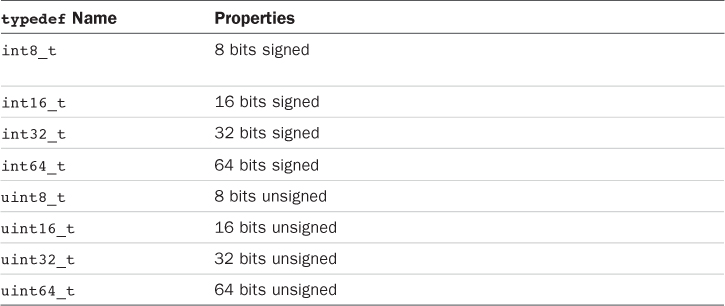 typedef Name Properties
int8_t 8 bits signed
int16_t 16 bits signed
int32_t 32 bits signed
int64_t 64 bits signed
uint8_t 8 bits unsigned
uint16_t 16 bits unsigned
uint32_t 32 bits unsigned
uint64_t 64 bits unsigned